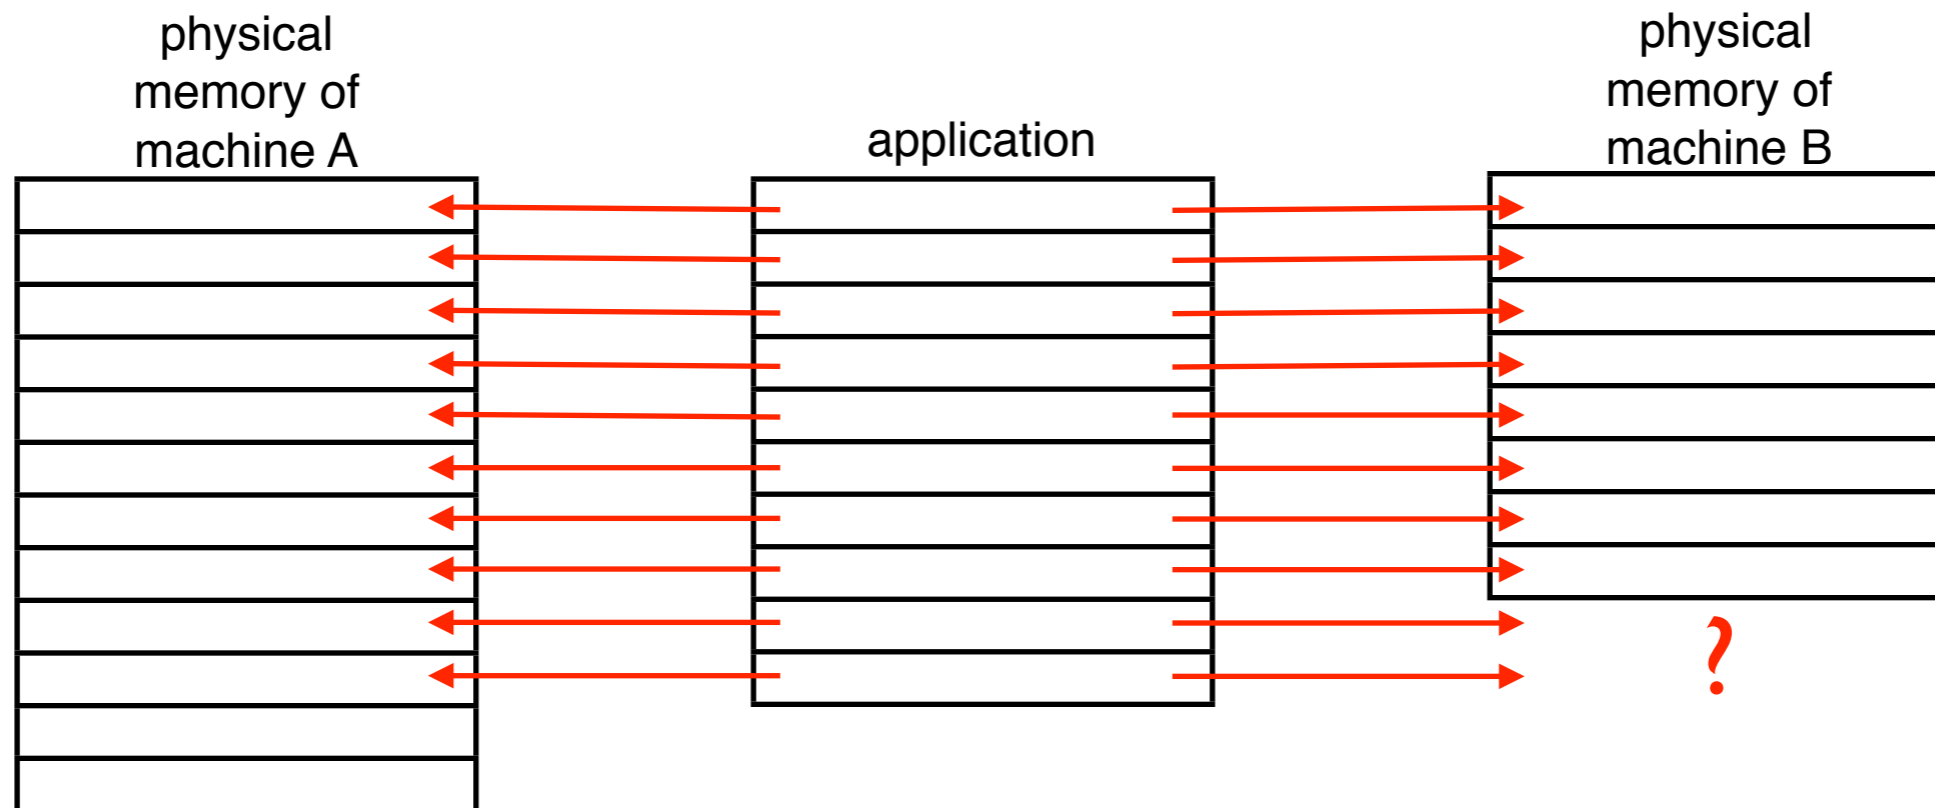 physical
memory of
machine A
application
physical
memory of
machine B
?